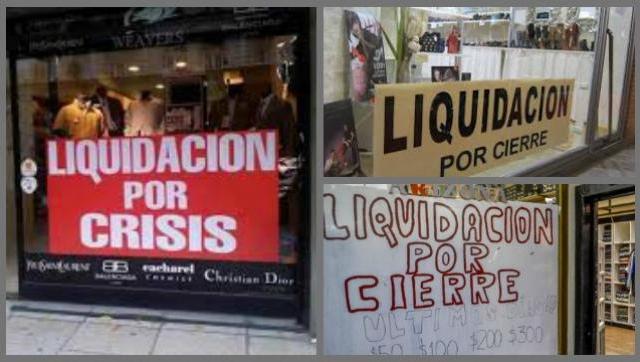 WEAVERS
LIQUIDACION
POR
CRISIS
YVES SAINT LAURENT
BALENCIAGA
cacharel
CHEMISE
Christian Dior
LIQUIDACION
POR CIERRE
LIQUIDACION
POR
CIERRE
$50 $100 $200 $300